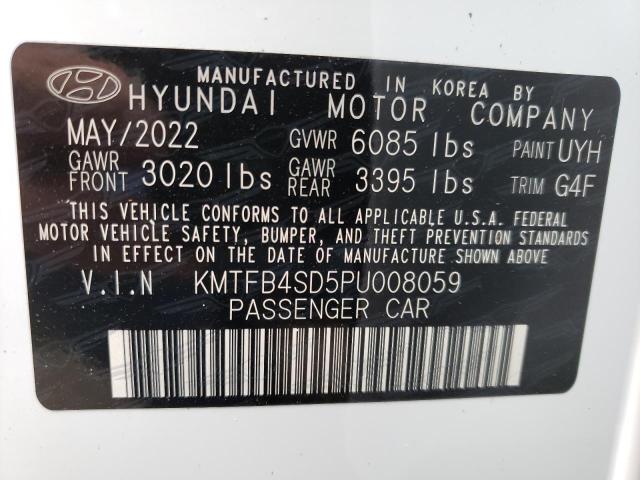 MANUFACTURED IN KOREA BY
HYUNDAI MOTOR COMPANY
MAY/2022 GVWR 6085 lbs PAINT UYH
GAWR FRONT 3020 lbs GAWR REAR 3395 lbs TRIM G4F
THIS VEHICLE CONFORMS TO ALL APPLICABLE U.S.A. FEDERAL
MOTOR VEHICLE SAFETY, BUMPER, AND THEFT PREVENTION STANDARDS
IN EFFECT ON THE DATE OF MANUFACTURE SHOWN ABOVE.
V.I.N KMTFB4SD5PU008059
PASSENGER CAR